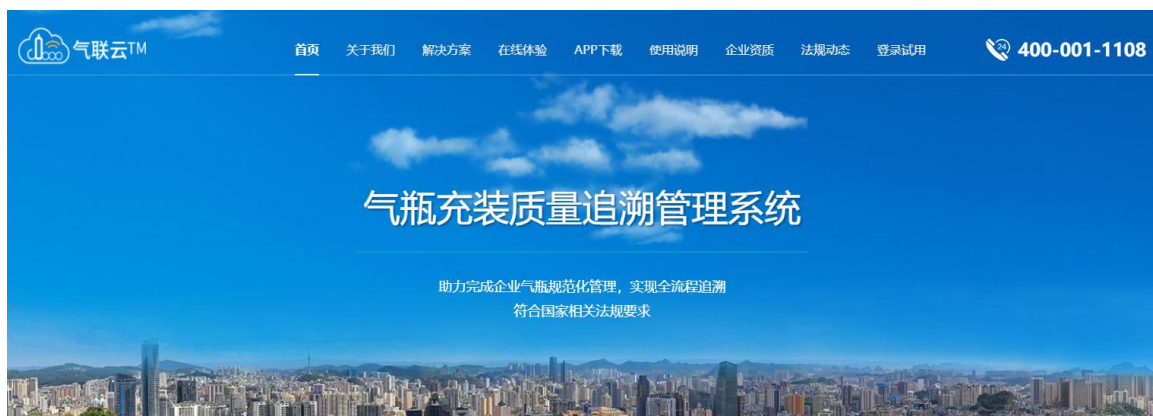 气联云TM
首页 关于我们 解决方案 在线体验 APP下载 使用说明 企业资质 法规动态 登录试用
24 400-001-1108
气瓶充装质量追溯管理系统
助力完成企业气瓶规范化管理，实现全流程追溯
符合国家相关法规要求